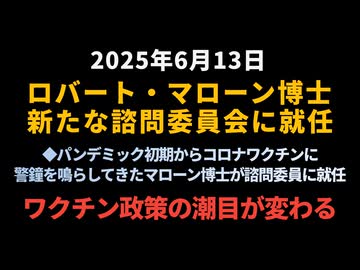 2025年6月13日
ロバート・マローン博士
新たな諮問委員会に就任
◆パンデミック初期からコロナワクチンに
警鐘を鳴らしてきたマローン博士が諮問委員に就任
ワクチン政策の潮目が変わる